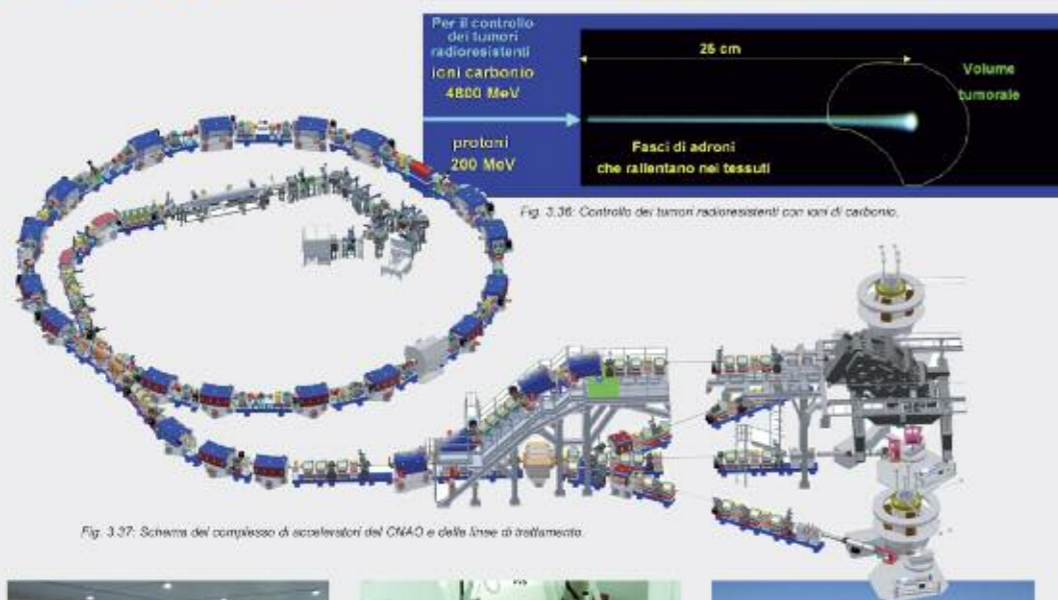 Per il controllo
dei tumori
radioresistenti
ioni carbonio
4800 MeV
protoni
200 MeV
25 cm
Volume
tumorale
Fasci di adroni
che rallentano nei tessuti
Fig. 3.36: Controllo dei tumori radioresistenti con ioni di carbonio.
Fig. 3.37: Schema del complesso di acceleratori del CNAO e delle linee di trattamento.